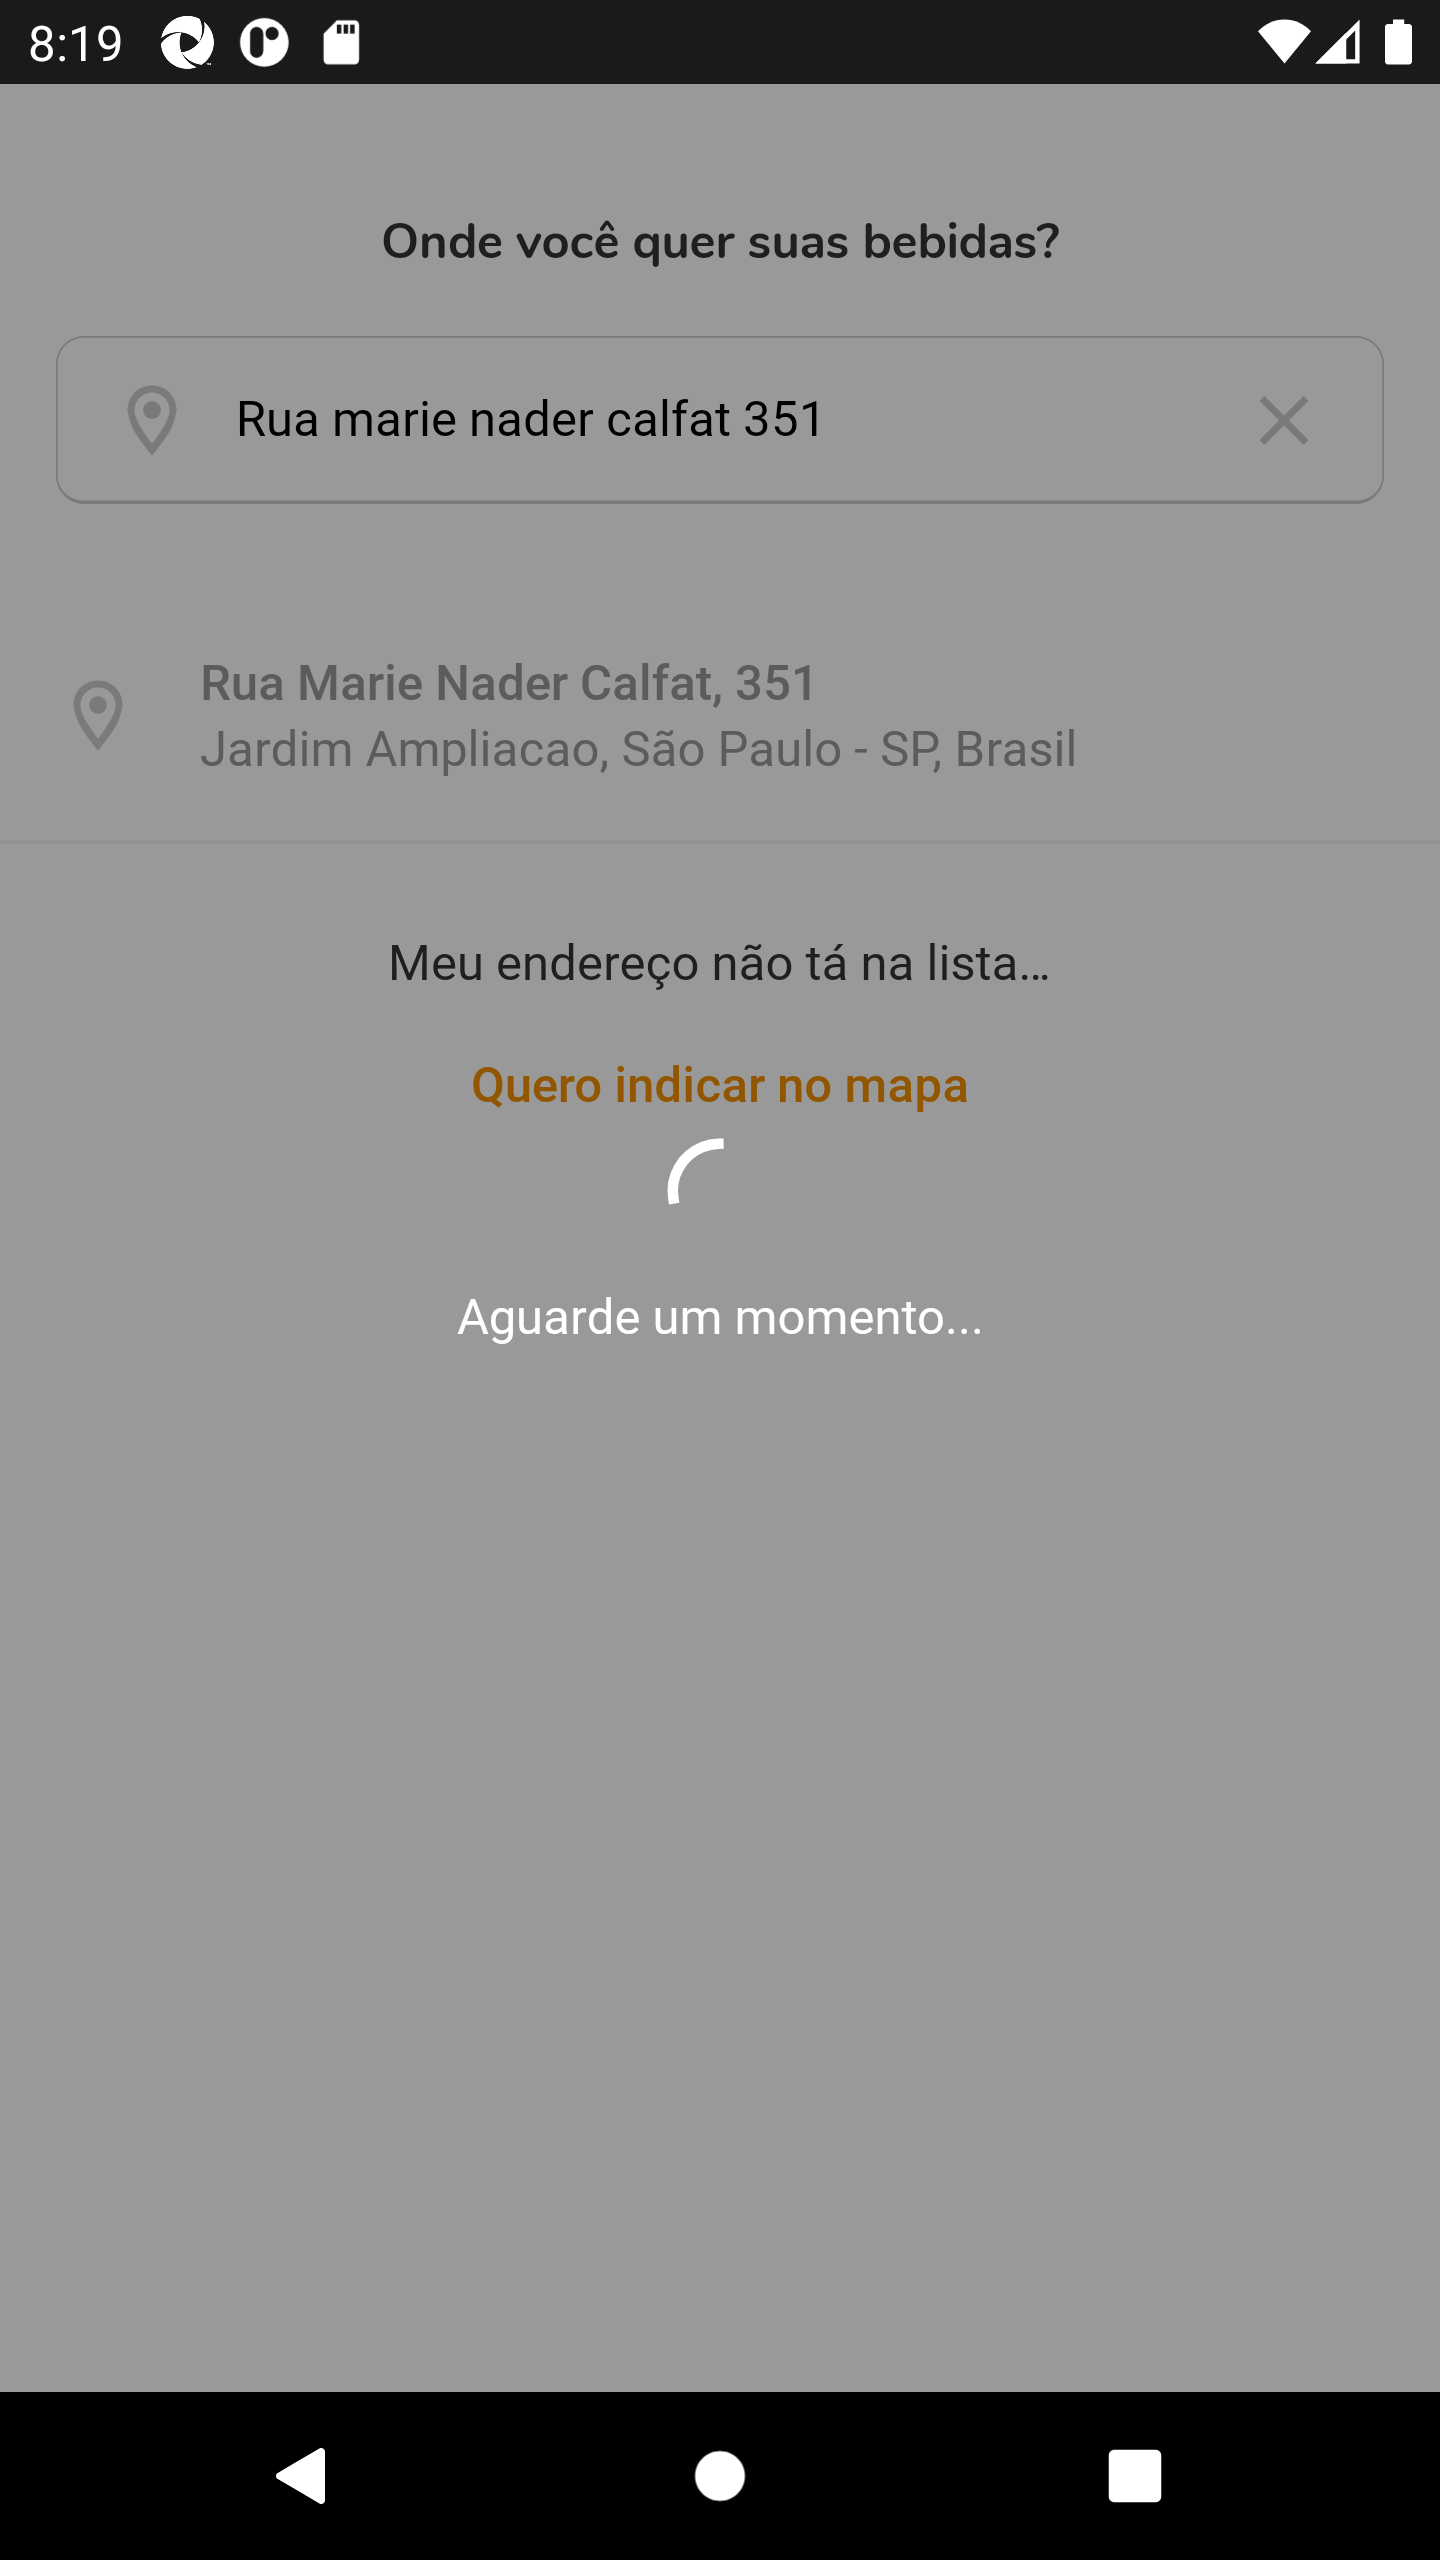 8:19
Onde você quer suas bebidas?
Rua marie nader calfat 351
Rua Marie Nader Calfat, 351
Jardim Ampliacao, São Paulo - SP, Brasil
Meu endereço não tá na lista…
Quero indicar no mapa
Aguarde um momento...